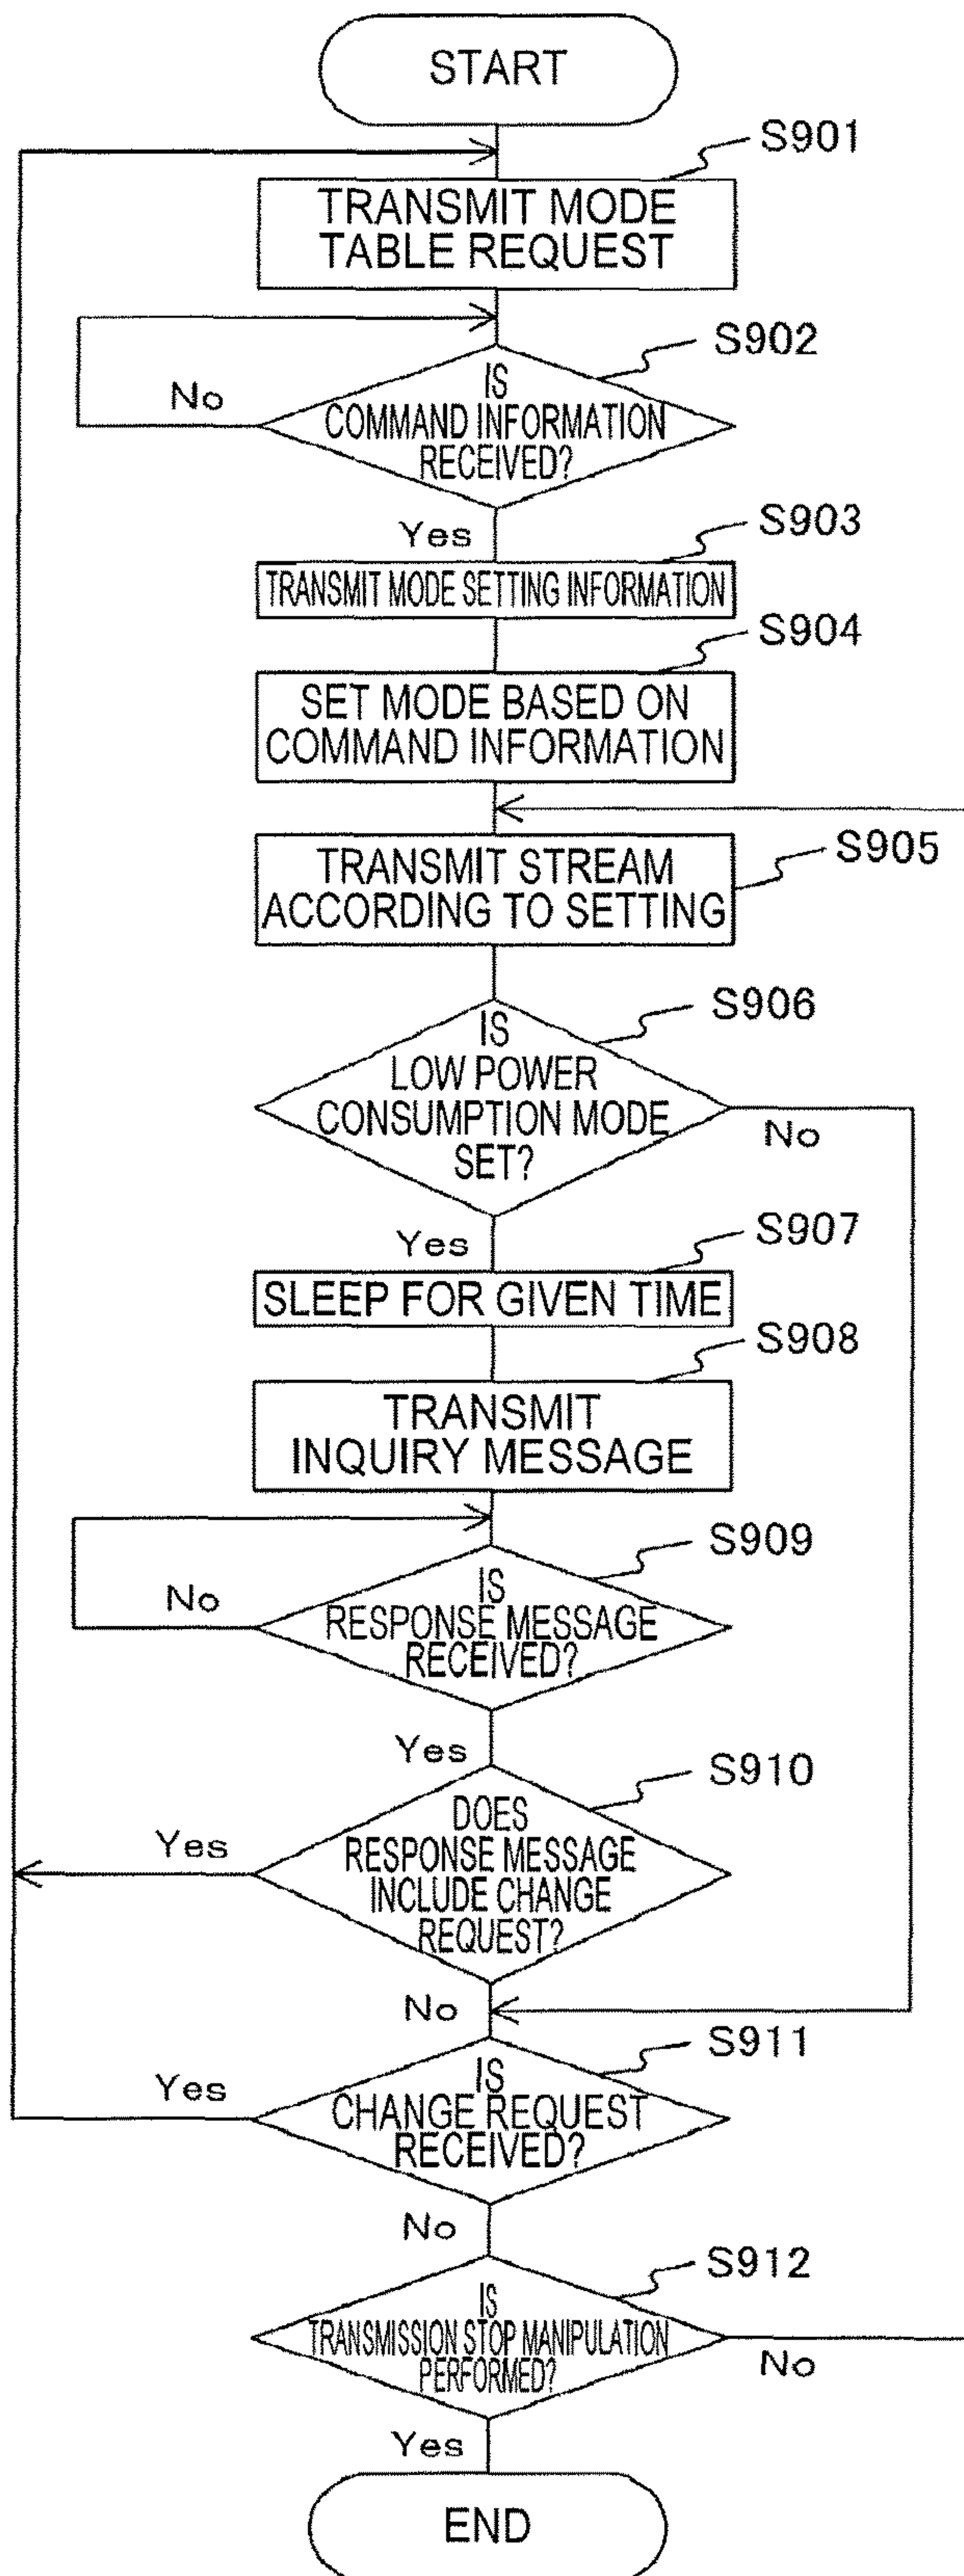 START
S901
TRANSMIT MODE
TABLE REQUEST
S902
IS
COMMAND INFORMATION
RECEIVED?
No
Yes
S903
TRANSMIT MODE SETTING INFORMATION
S904
SET MODE BASED ON
COMMAND INFORMATION
S905
TRANSMIT STREAM
ACCORDING TO SETTING
S906
IS
LOW POWER
CONSUMPTION MODE
SET?
No
Yes
S907
SLEEP FOR GIVEN TIME
S908
TRANSMIT
INQUIRY MESSAGE
S909
IS
RESPONSE MESSAGE
RECEIVED?
No
Yes
S910
DOES
RESPONSE MESSAGE
INCLUDE CHANGE
REQUEST?
Yes
No
S911
IS
CHANGE REQUEST
RECEIVED?
Yes
No
S912
IS
TRANSMISSION STOP MANIPULATION
PERFORMED?
No
Yes
END